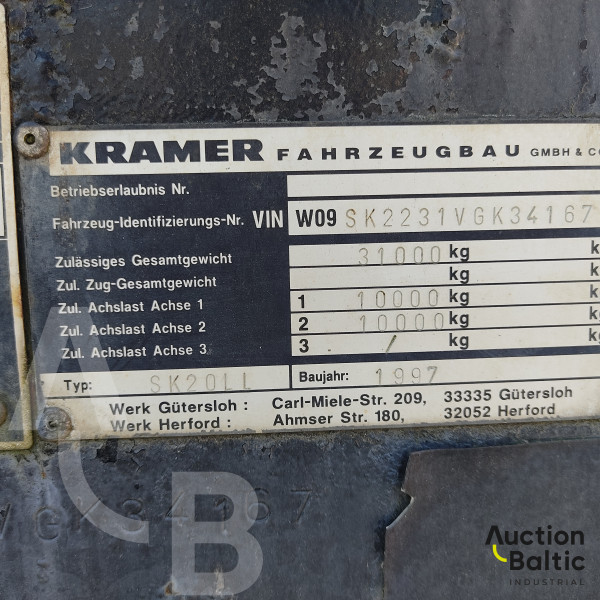 KRAMER FAHRZEUGBAU GMBH & CO
Betriebserlaubnis Nr.
Fahrzeug-Identifizierungs-Nr. VIN W09 SK2231VGK34167
Zulässiges Gesamtgewicht 31000 kg k
Zul. Zug-Gesamtgewicht kg k
Zul. Achslast Achse 1 1 10000 kg k
Zul. Achslast Achse 2 2 10000 kg k
Zul. Achslast Achse 3 3 / kg k
Typ: SK20LL Baujahr: 1997
Werk Gütersloh : Carl-Miele-Str. 209, 33335 Gütersloh
Werk Herford : Ahmser Str. 180, 32052 Herford
VGK34167
ACB
Auction
Baltic
INDUSTRIAL